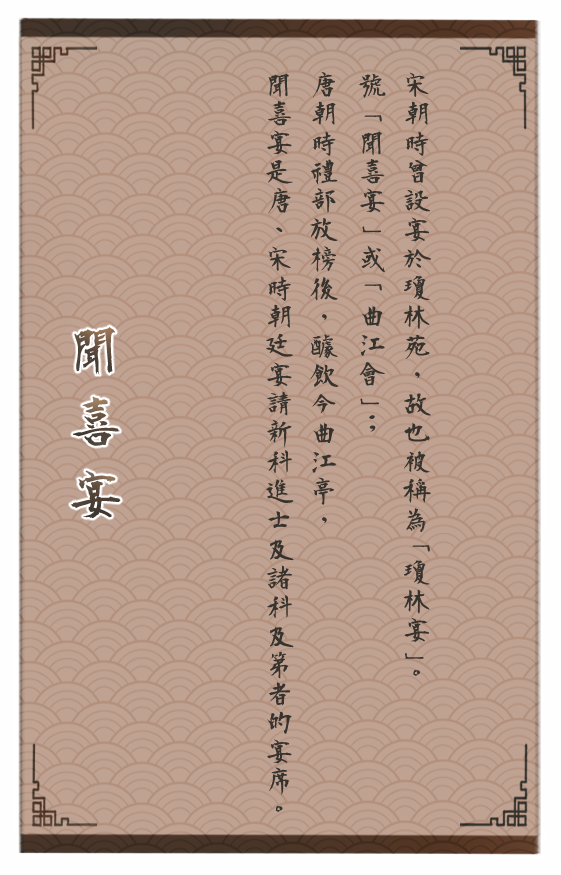 聞喜宴
聞喜宴是唐、宋時朝廷宴請新科進士及諸科及第者的宴席。
唐朝時禮部放榜後，醵飲今曲江亭，
號「聞喜宴」或「曲江會」；
宋朝時曾設宴於瓊林苑，故也被稱為「瓊林宴」。